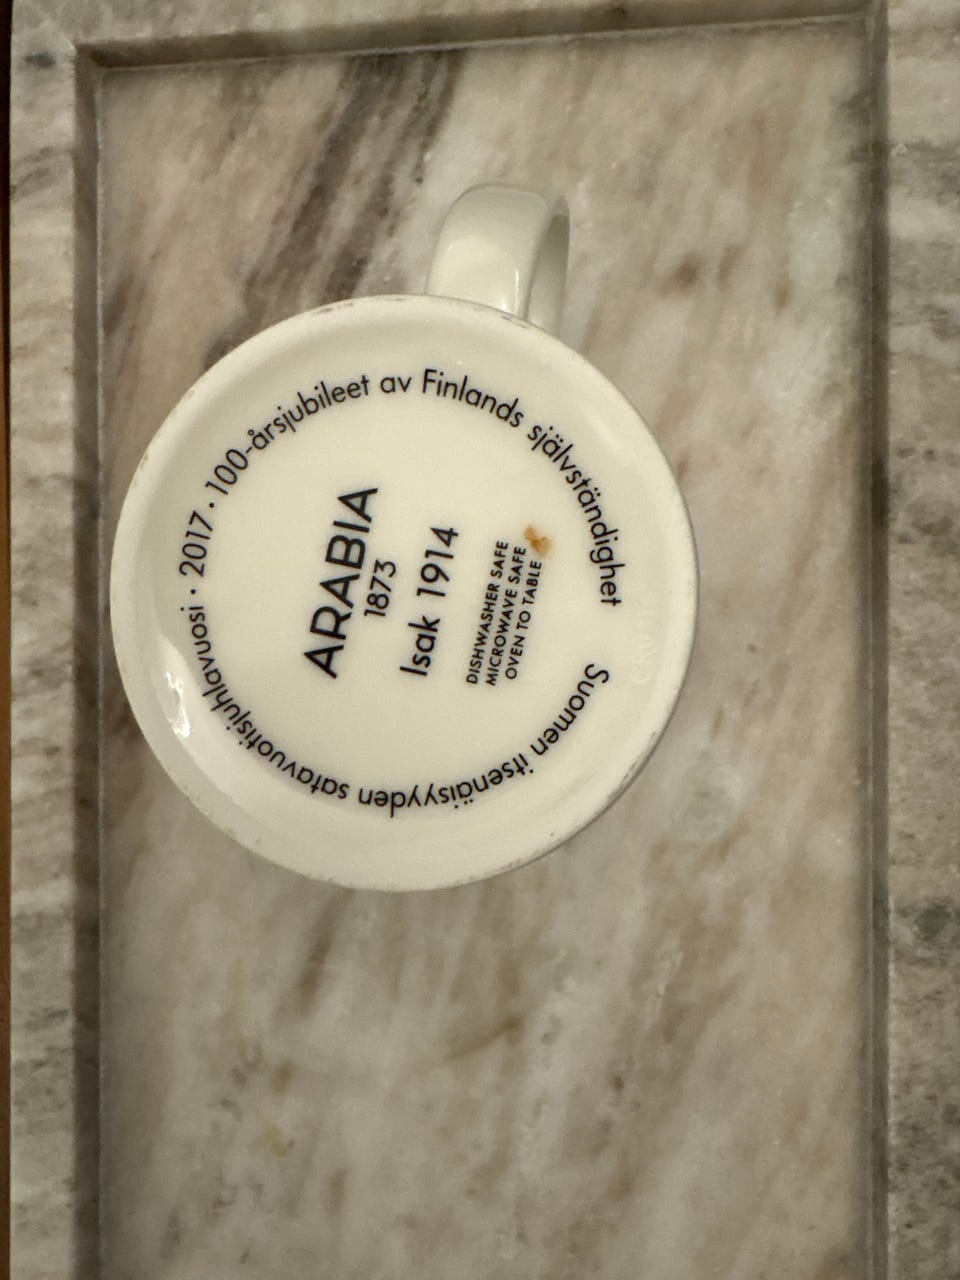 Suomen itsenäisyyden satavuotisjuhlavuosi · 2017 · 100-årsjubileet av Finlands självständighet
ARABIA
1873
Isak 1914
DISHWASHER SAFE
MICROWAVE SAFE
OVEN TO TABLE